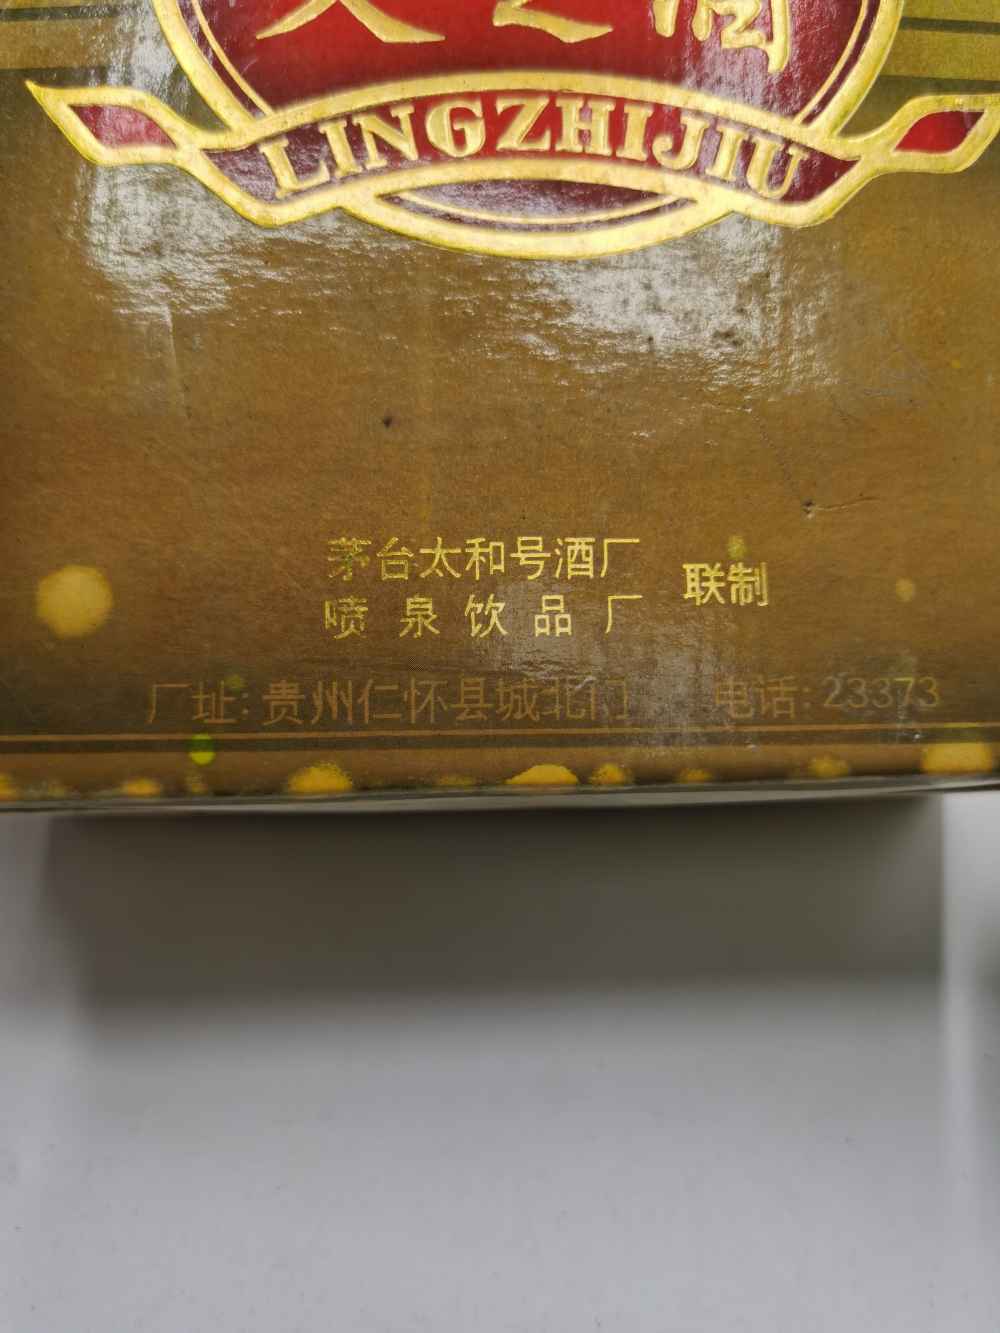 LINGZHIJIU
茅台太和号酒厂
喷泉饮品厂
联制
厂址:贵州仁怀县城北门 电话:23373